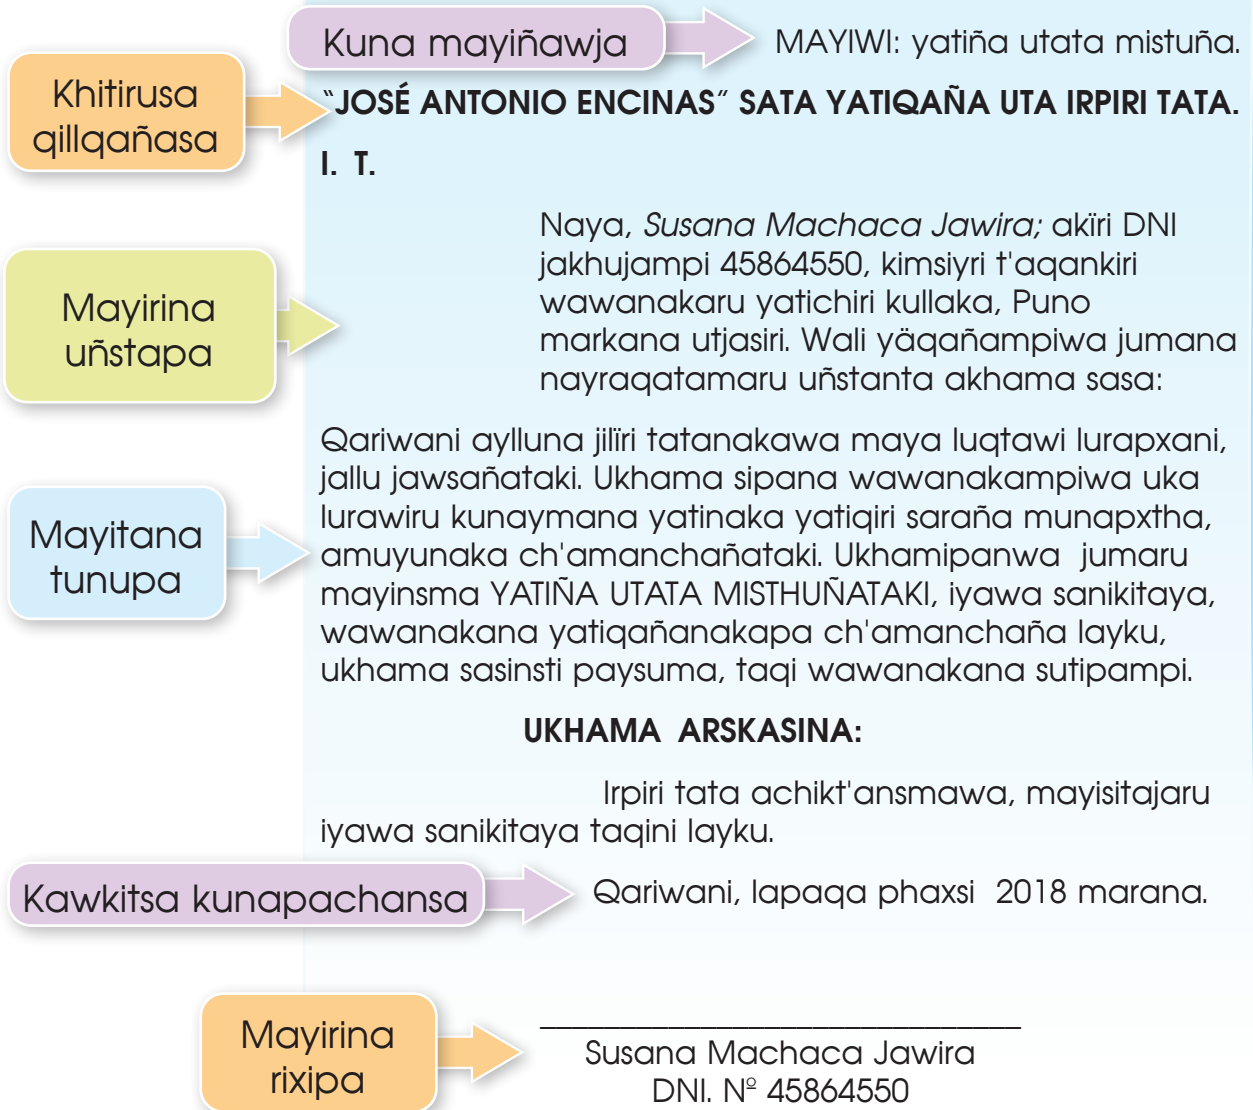 Kuna mayiñawja
MAYIWI: yatiña utata mistuña.
Khitirusa
qillqañasa
“JOSÉ ANTONIO ENCINAS” SATA YATIQAÑA UTA IRPIRI TATA.
I. T.
Mayirina
uñstapa
Naya, Susana Machaca Jawira; akïri DNI
jakhujampi 45864550, kimsiyri t'aqankiri
wawanakaru yatichiri kullaka, Puno
markana utjasiri. Wali yäqañampiwa jumana
nayraqatamaru uñstanta akhama sasa:
Mayitana
tunupa
Qariwani aylluna jilïri tatanakawa maya luqtawi lurapxani,
jallu jawsañataki. Ukhama sipana wawanakampiwa uka
lurawiru kunaymana yatinaka yatiqiri saraña munapxtha,
amuyunaka ch'amanchañataki. Ukhamipanwa jumaru
mayinsma YATIÑA UTATA MISTHUÑATAKI, iyawa sanikitaya,
wawanakana yatiqañanakapa ch'amanchaña layku,
ukhama sasinsti paysuma, taqi wawanakana sutipampi.
UKHAMA ARSKASINA:
Irpiri tata achikt'ansmawa, mayisitajaru
iyawa sanikitaya taqini layku.
Kawkitsa kunapachansa
Qariwani, lapaqa phaxsi 2018 marana.
Mayirina
rixipa
Susana Machaca Jawira
DNI. Nº 45864550